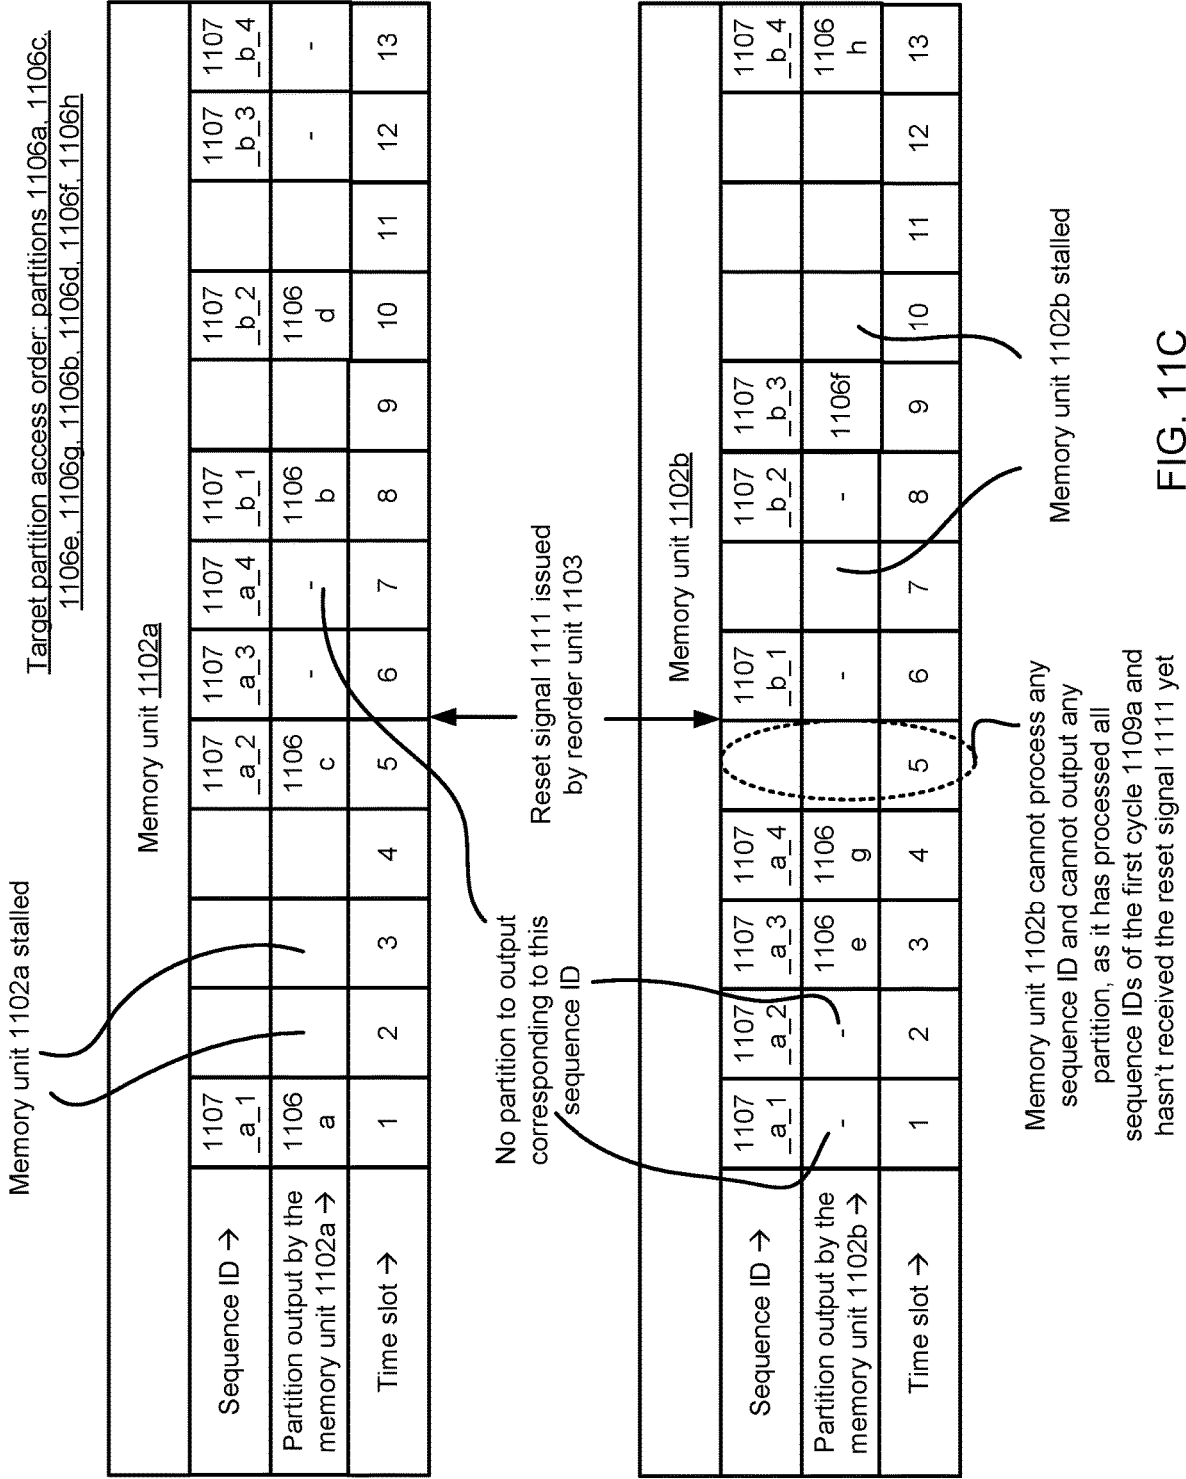 Target partition access order: partitions 1106a, 1106c,
1106e, 1106g, 1106b, 1106d, 1106f, 1106h
Memory unit 1102a stalled
Memory unit 1102a
Sequence ID →
1107
_a_1
1107
_a_2
1107
_a_3
1107
_a_4
1107
_b_1
1107
_b_2
1107
_b_3
1107
_b_4
Partition output by the
memory unit 1102a →
1106
a
1106
c
-
-
1106
b
1106
d
-
-
Time slot →
1
2
3
4
5
6
7
8
9
10
11
12
13
No partition to output
corresponding to this
sequence ID
Reset signal 1111 issued
by reorder unit 1103
Memory unit 1102b
Sequence ID →
1107
_a_1
1107
_a_2
1107
_a_3
1107
_a_4
1107
_b_1
1107
_b_2
1107
_b_3
1107
_b_4
Partition output by the
memory unit 1102b →
-
-
1106
e
1106
g
-
-
1106f
1106
h
Time slot →
1
2
3
4
5
6
7
8
9
10
11
12
13
Memory unit 1102b cannot process any
sequence ID and cannot output any
partition, as it has processed all
sequence IDs of the first cycle 1109a and
hasn't received the reset signal 1111 yet
Memory unit 1102b stalled
FIG. 11C